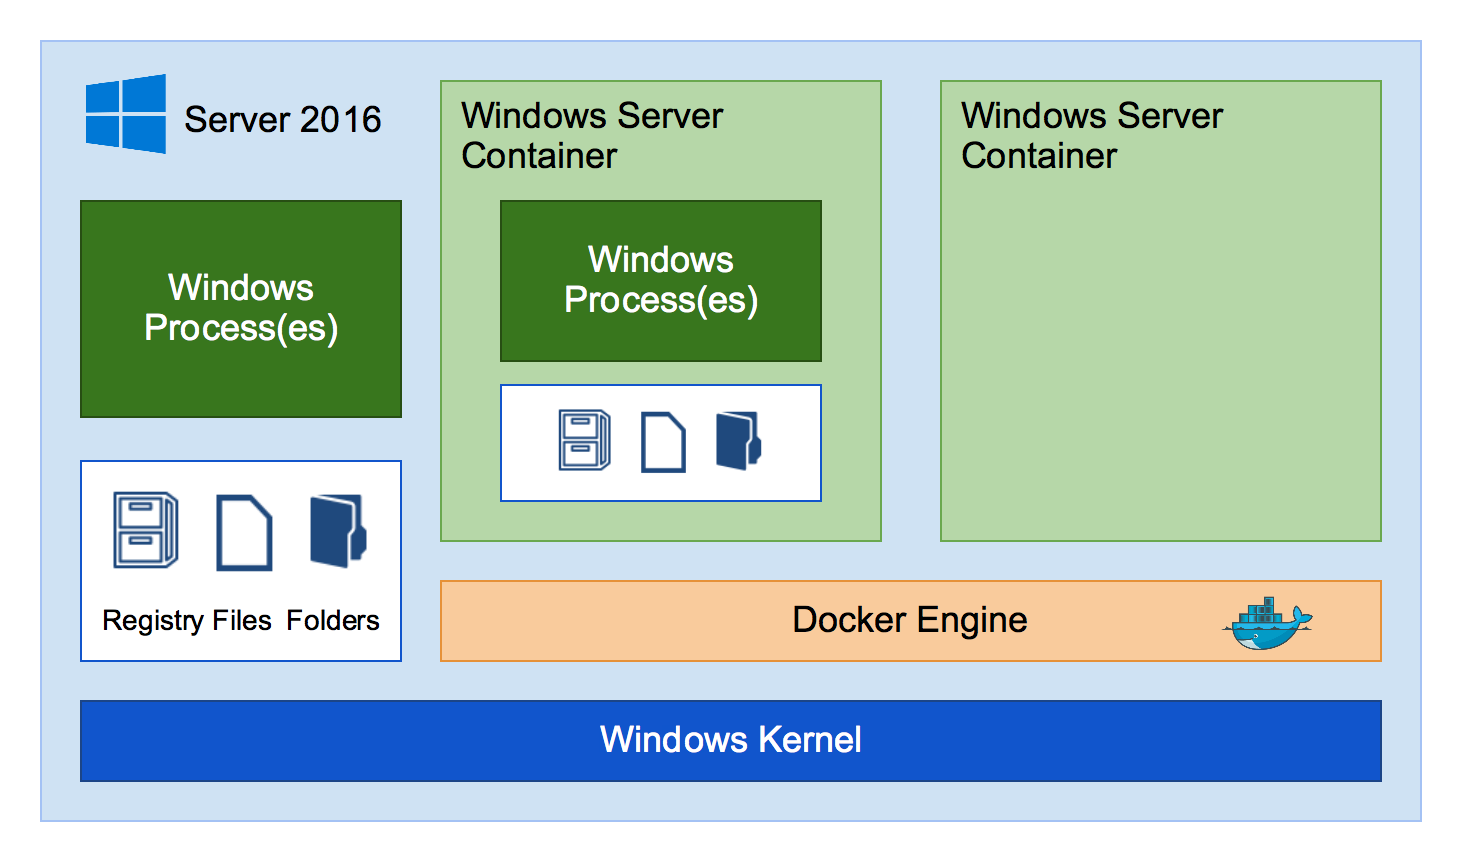 Server 2016
Windows Server
Container
Windows Server
Container
Windows
Process(es)
Windows
Process(es)
Registry Files Folders
Docker Engine
Windows Kernel